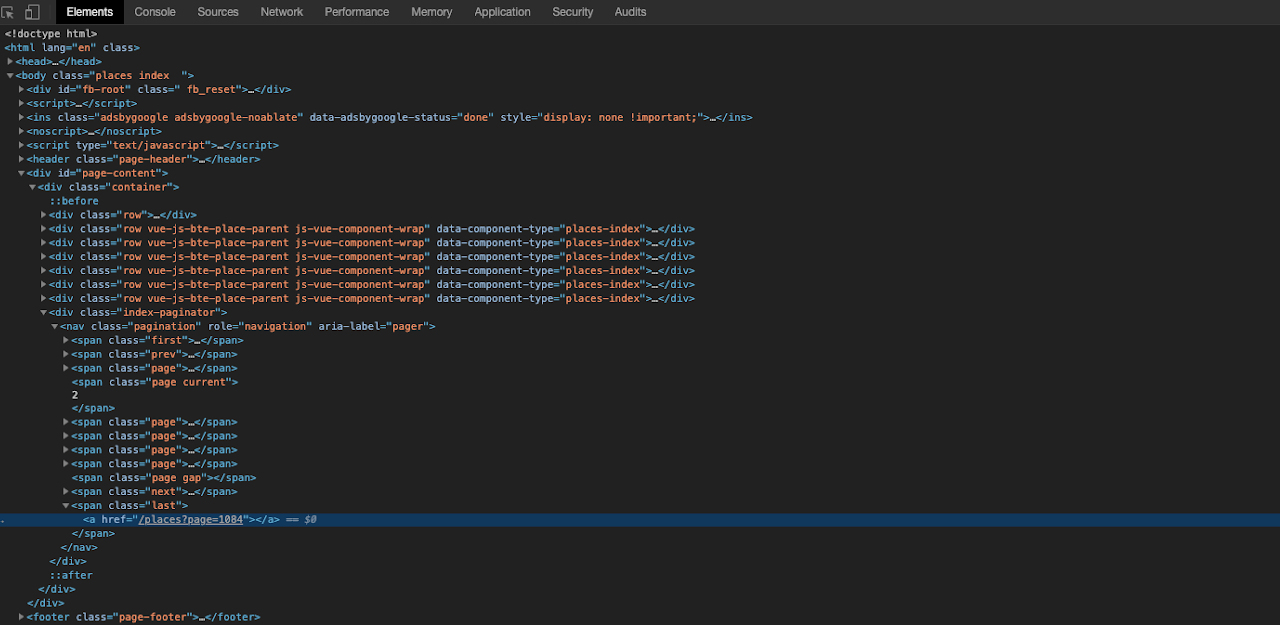 Elements Console Sources Network Performance Memory Application Security Audits
<!doctype html>
<html lang="en" class>
<head>…</head>
<body class="places index  ">
<div id="fb-root" class=" fb_reset">…</div>
<script>…</script>
<ins class="adsbygoogle adsbygoogle-noablate" data-adsbygoogle-status="done" style="display: none !important;">…</ins>
<noscript>…</noscript>
<script type="text/javascript">…</script>
<header class="page-header">…</header>
<div id="page-content">
<div class="container">
::before
<div class="row">…</div>
<div class="row vue-js-bte-place-parent js-vue-component-wrap" data-component-type="places-index">…</div>
<div class="row vue-js-bte-place-parent js-vue-component-wrap" data-component-type="places-index">…</div>
<div class="row vue-js-bte-place-parent js-vue-component-wrap" data-component-type="places-index">…</div>
<div class="row vue-js-bte-place-parent js-vue-component-wrap" data-component-type="places-index">…</div>
<div class="row vue-js-bte-place-parent js-vue-component-wrap" data-component-type="places-index">…</div>
<div class="row vue-js-bte-place-parent js-vue-component-wrap" data-component-type="places-index">…</div>
<div class="index-paginator">
<nav class="pagination" role="navigation" aria-label="pager">
<span class="first">…</span>
<span class="prev">…</span>
<span class="page">…</span>
<span class="page current">
2
</span>
<span class="page">…</span>
<span class="page">…</span>
<span class="page">…</span>
<span class="page">…</span>
<span class="page gap"></span>
<span class="next">…</span>
<span class="last">
<a href="/places?page=1084"></a> == $0
</span>
</nav>
</div>
::after
</div>
</div>
<footer class="page-footer">…</footer>